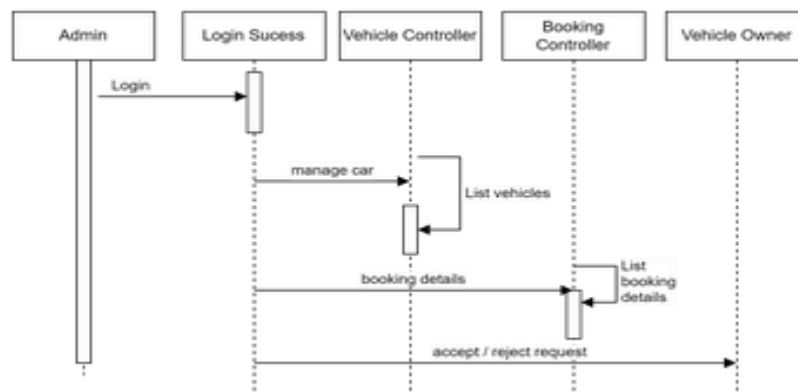 Admin
Login Sucess
Vehicle Controller
Booking
Controller
Vehicle Owner
Login
manage car
List vehicles
booking details
List
booking
details
accept / reject request